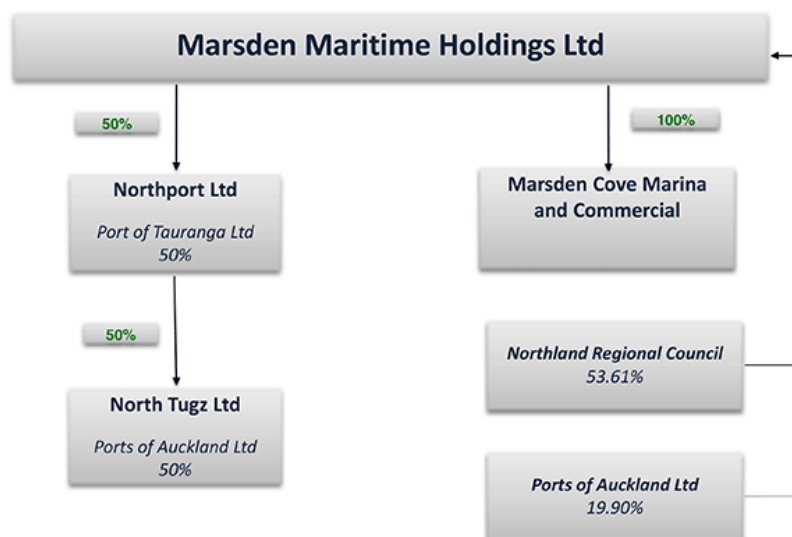 Marsden Maritime Holdings Ltd
50%
100%
Northport Ltd
Port of Tauranga Ltd
50%
Marsden Cove Marina
and Commercial
50%
Northland Regional Council
53.61%
North Tugz Ltd
Ports of Auckland Ltd
50%
Ports of Auckland Ltd
19.90%